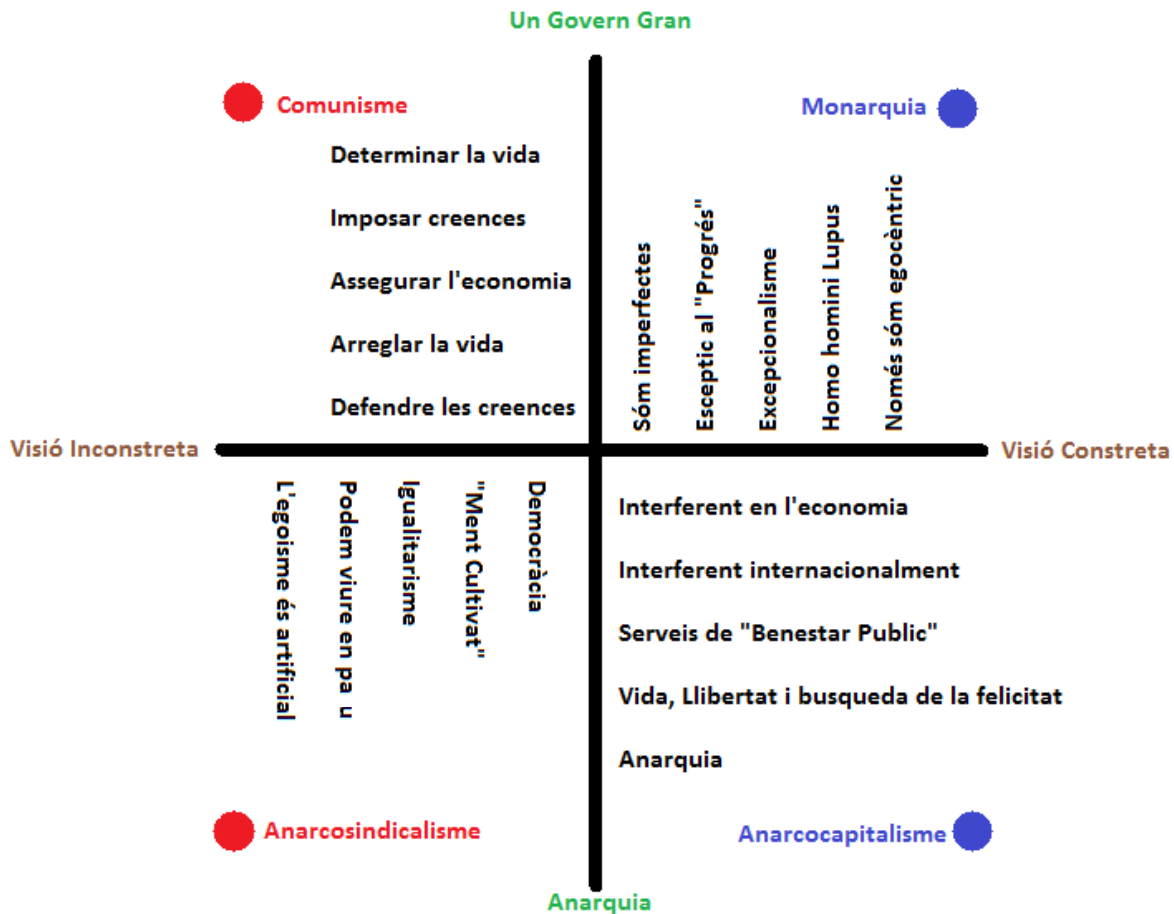 Un Govern Gran
Comunisme
Monarquia
Determinar la vida
Imposar creences
Assegurar l'economia
Arreglar la vida
Defendre les creences
Sóm imperfectes
Esceptic al "Progrés"
Excepcionalisme
Homo homini Lupus
Només sóm egocèntric
Visió Inconstreta
Visió Constreta
L'egoisme és artificial
Podem viure en pa u
Igualitarisme
"Ment Cultivat"
Democràcia
Interferent en l'economia
Interferent internacionalment
Serveis de "Benestar Public"
Vida, Llibertat i busqueda de la felicitat
Anarquia
Anarcosindicalisme
Anarcocapitalisme
Anarquia